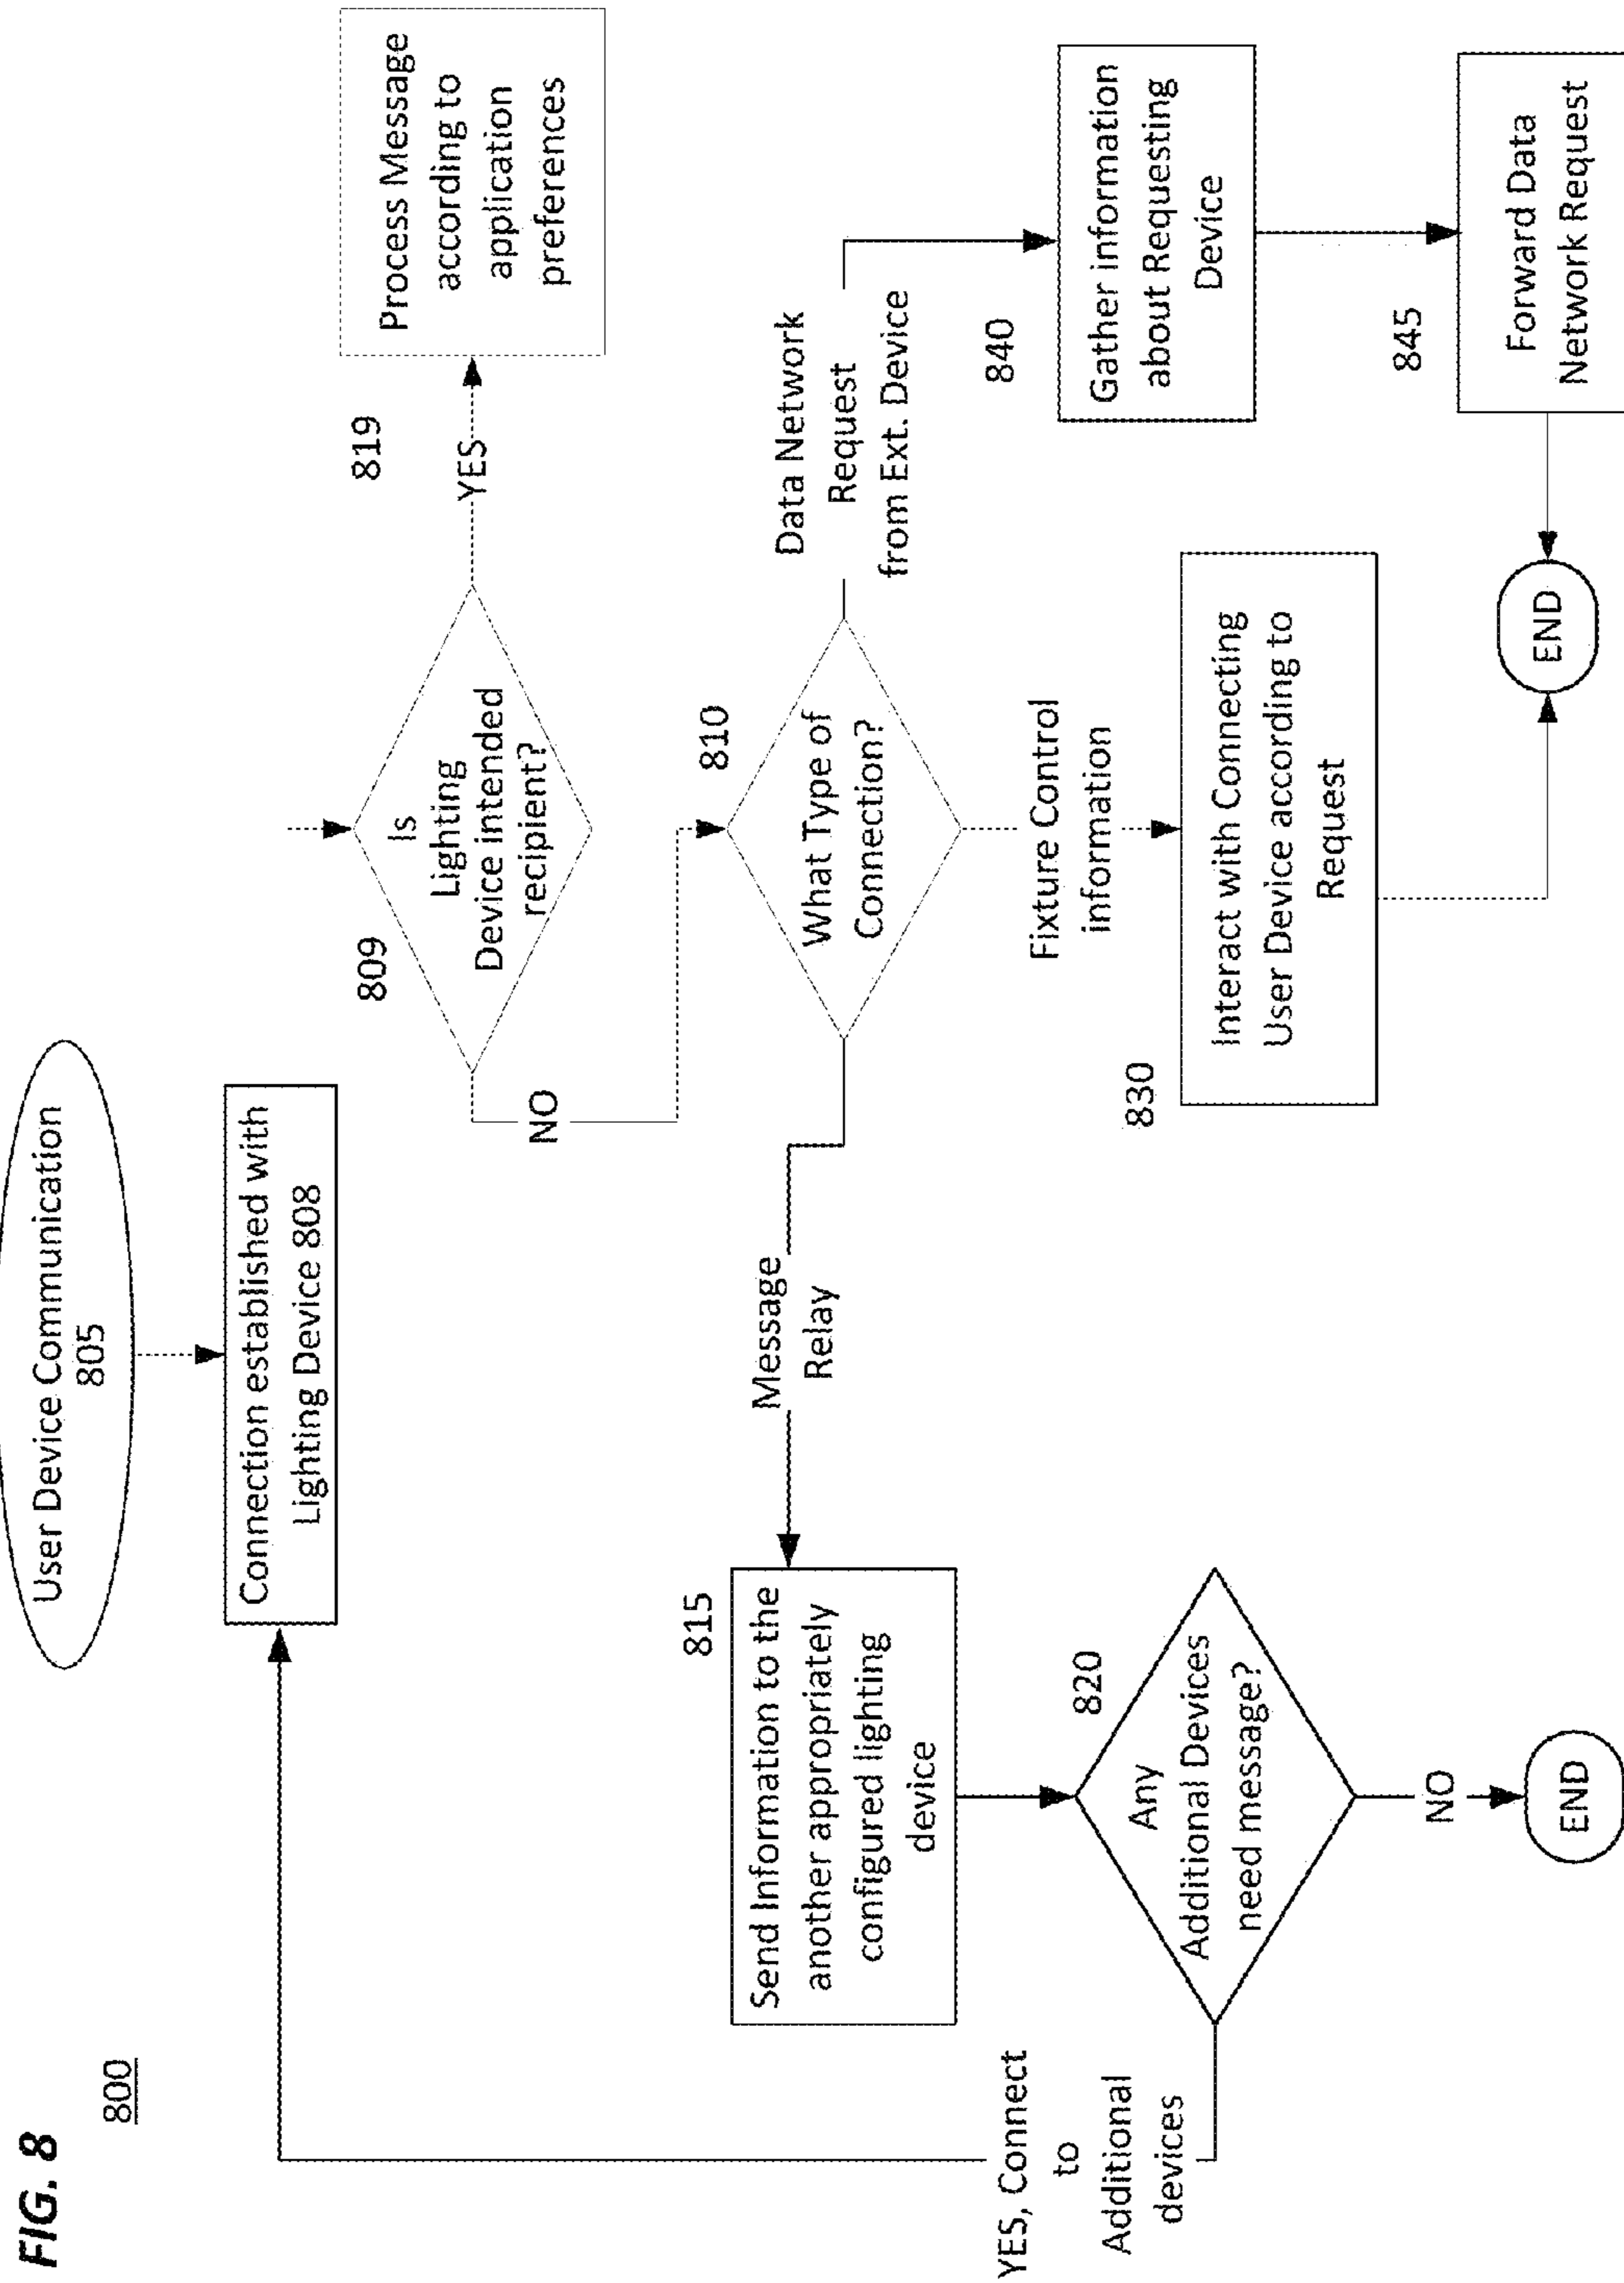 FIG. 8
800
User Device Communication
805
Connection established with
Lighting Device 808
809
Is
Lighting
Device intended
recipient?
YES
819
Process Message
according to
application
preferences
NO
810
What Type of
Connection?
Message
Relay
815
Send Information to the
another appropriately
configured lighting
device
820
Any
Additional Devices
need message?
YES, Connect
to
Additional
devices
NO
END
Fixture Control
information
830
Interact with Connecting
User Device according to
Request
Data Network
Request
from Ext. Device
840
Gather information
about Requesting
Device
845
Forward Data
Network Request
END